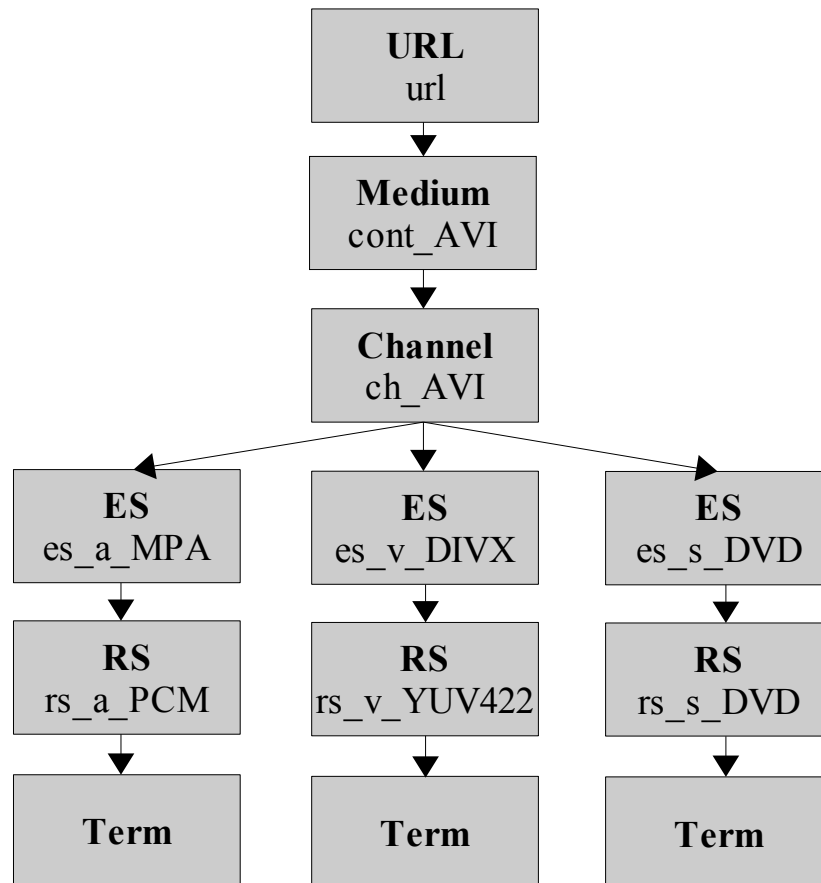 URL
url
Medium
cont_AVI
Channel
ch_AVI
ES
es_a_MPA
ES
es_v_DIVX
ES
es_s_DVD
RS
rs_a_PCM
RS
rs_v_YUV422
RS
rs_s_DVD
Term
Term
Term